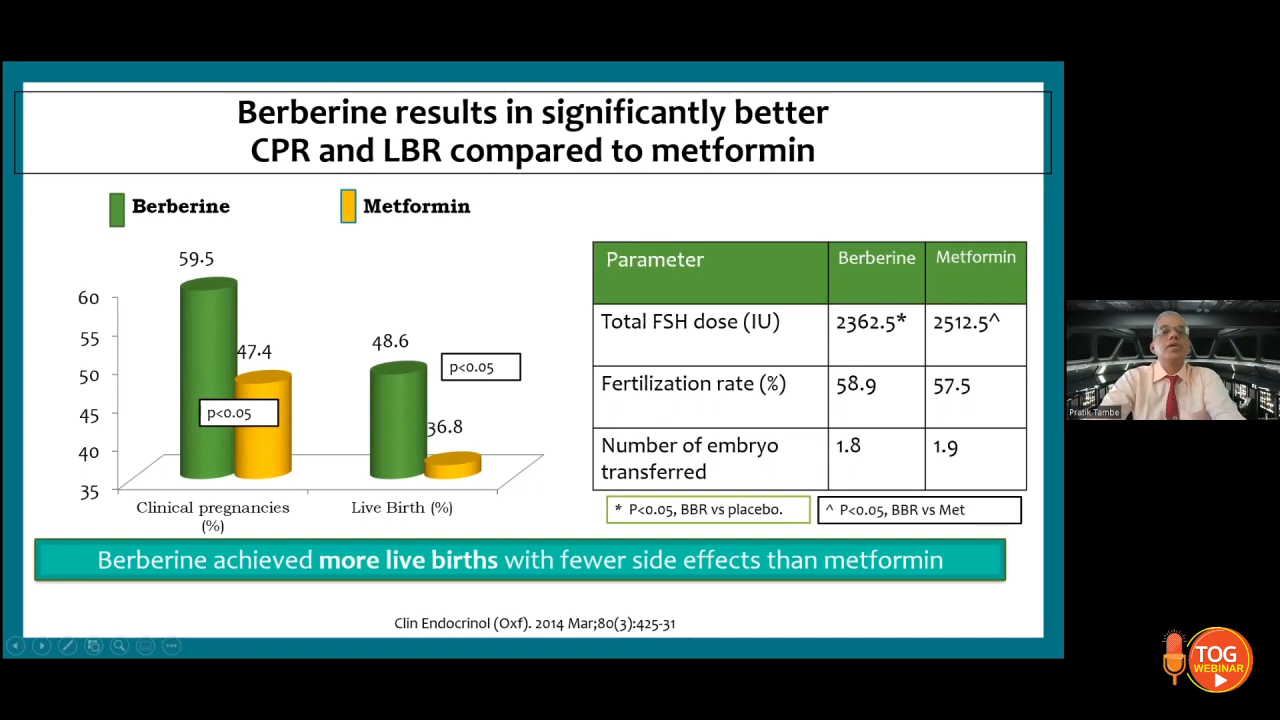 Berberine results in significantly better
CPR and LBR compared to metformin
Berberine
Metformin
59.5
47.4
48.6
36.8
p<0.05
p<0.05
60
55
50
45
40
35
Clinical pregnancies
(%)
Live Birth (%)
Parameter Berberine Metformin
Total FSH dose (IU) 2362.5* 2512.5^
Fertilization rate (%) 58.9 57.5
Number of embryo
transferred 1.8 1.9
* P<0.05, BBR vs placebo.
^ P<0.05, BBR vs Met
Berberine achieved more live births with fewer side effects than metformin
Clin Endocrinol (Oxf). 2014 Mar;80(3):425-31
Pratik Tambe
TOG
WEBINAR